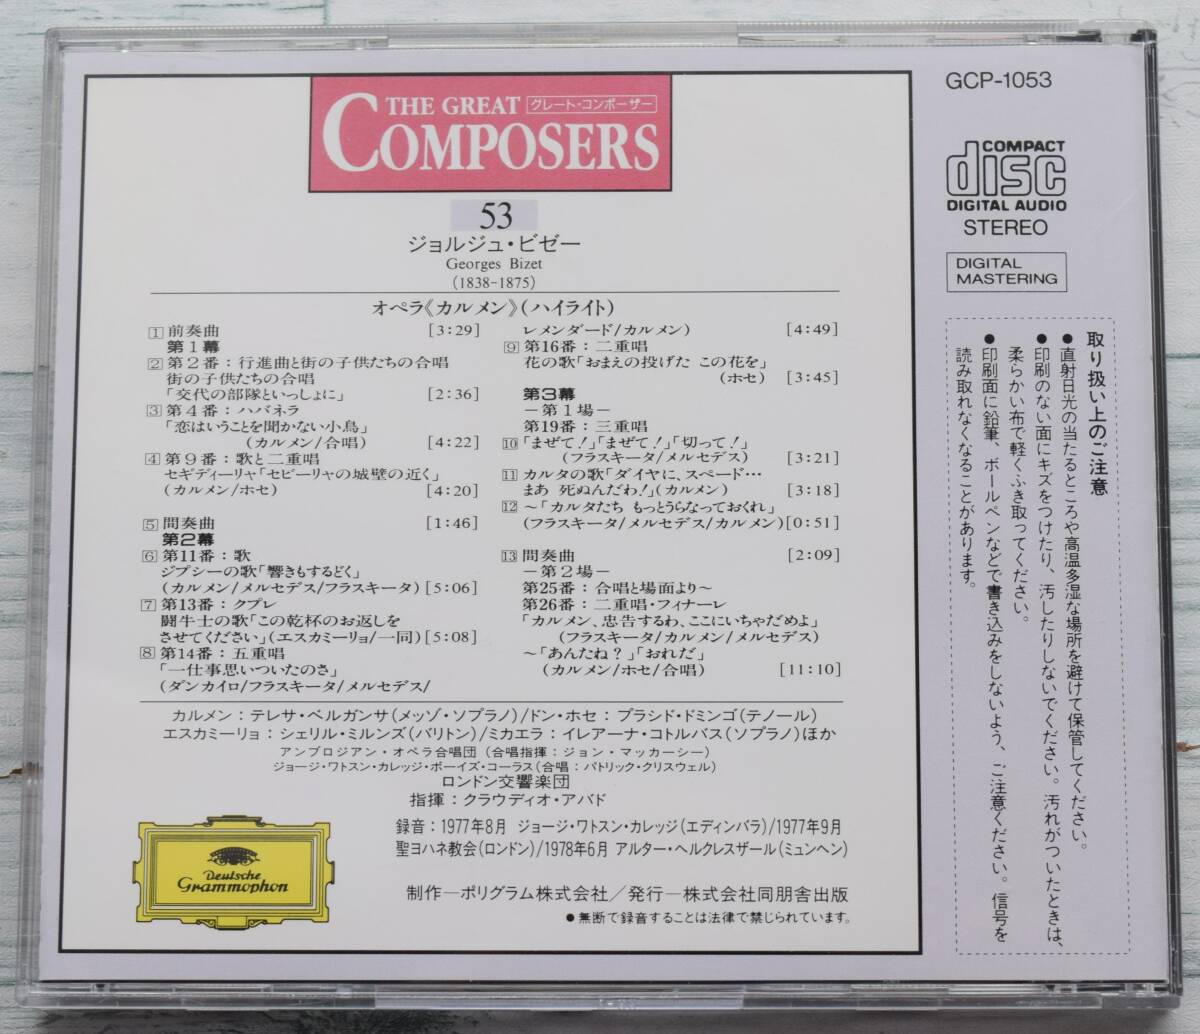 THE GREAT グレート・コンポーザー
COMPOSERS
53
ジョルジュ・ビゼー
Georges Bizet
(1838-1875)
オペラ《カルメン》(ハイライト)
1 前奏曲 [3:29]
第1幕
2 第2番：行進曲と街の子供たちの合唱
街の子供たちの合唱
「交代の部隊といっしょに」 [2:36]
3 第4番：ハバネラ
「恋はいうことを聞かない小鳥」
(カルメン/合唱) [4:22]
4 第9番：歌と二重唱
セギディーリャ「セビーリャの城壁の近く」
(カルメン/ホセ) [4:20]
5 間奏曲 [1:46]
第2幕
6 第11番：歌
ジプシーの歌「響きもするどく」
(カルメン/メルセデス/フラスキータ) [5:06]
7 第13番：クプレ
闘牛士の歌「この乾杯のお返しを
させてください」(エスカミーリョ/一同) [5:08]
8 第14番：五重唱
「一仕事思いついたのさ」
(ダンカイロ/フラスキータ/メルセデス/
レメンダード/カルメン) [4:49]
9 第16番：二重唱
花の歌「おまえの投げた この花を」
(ホセ) [3:45]
第3幕
－第1場－
第19番：三重唱
10 「まぜて！」「まぜて！」「切って！」
(フラスキータ/メルセデス) [3:21]
11 カルタの歌「ダイヤに、スペード…
まあ 死ぬんだわ！」(カルメン) [3:18]
12 ～「カルタたち もっとうらなっておくれ」
(フラスキータ/メルセデス/カルメン) [0:51]
13 間奏曲 [2:09]
－第2場－
第25番：合唱と場面より～
第26番：二重唱・フィナーレ
「カルメン、忠告するわ、ここにいちゃだめよ」
(フラスキータ/カルメン/メルセデス)
～「あんたね？」「おれだ」
(カルメン/ホセ/合唱) [11:10]
カルメン：テレサ・ベルガンサ(メッゾ・ソプラノ)/ドン・ホセ：プラシド・ドミンゴ(テノール)
エスカミーリョ：シェリル・ミルンズ(バリトン)/ミカエラ：イレアーナ・コトルバス(ソプラノ)ほか
アンブロジアン・オペラ合唱団(合唱指揮：ジョン・マッカーシー)
ジョージ・ワトスン・カレッジ・ボーイズ・コーラス(合唱：パトリック・クリスウェル)
ロンドン交響楽団
指揮：クラウディオ・アバド
録音：1977年8月 ジョージ・ワトスン・カレッジ(エディンバラ)/1977年9月
聖ヨハネ教会(ロンドン)/1978年6月 アルター・ヘルクレスザール(ミュンヘン)
Deutsche
Grammophon
制作－ポリグラム株式会社／発行－株式会社同朋舎出版
●無断で録音することは法律で禁じられています。
GCP-1053
COMPACT
disc
DIGITAL AUDIO
STEREO
DIGITAL
MASTERING
取り扱い上のご注意
●直射日光の当たるところや高温多湿な場所を避けて保管してください。
●印刷のない面にキズをつけたり、汚したりしないでください。汚れがついたときは、
柔らかい布で軽くふき取ってください。
●印刷面に鉛筆、ボールペンなどで書き込みをしないよう、ご注意ください。信号を
読み取れなくなることがあります。